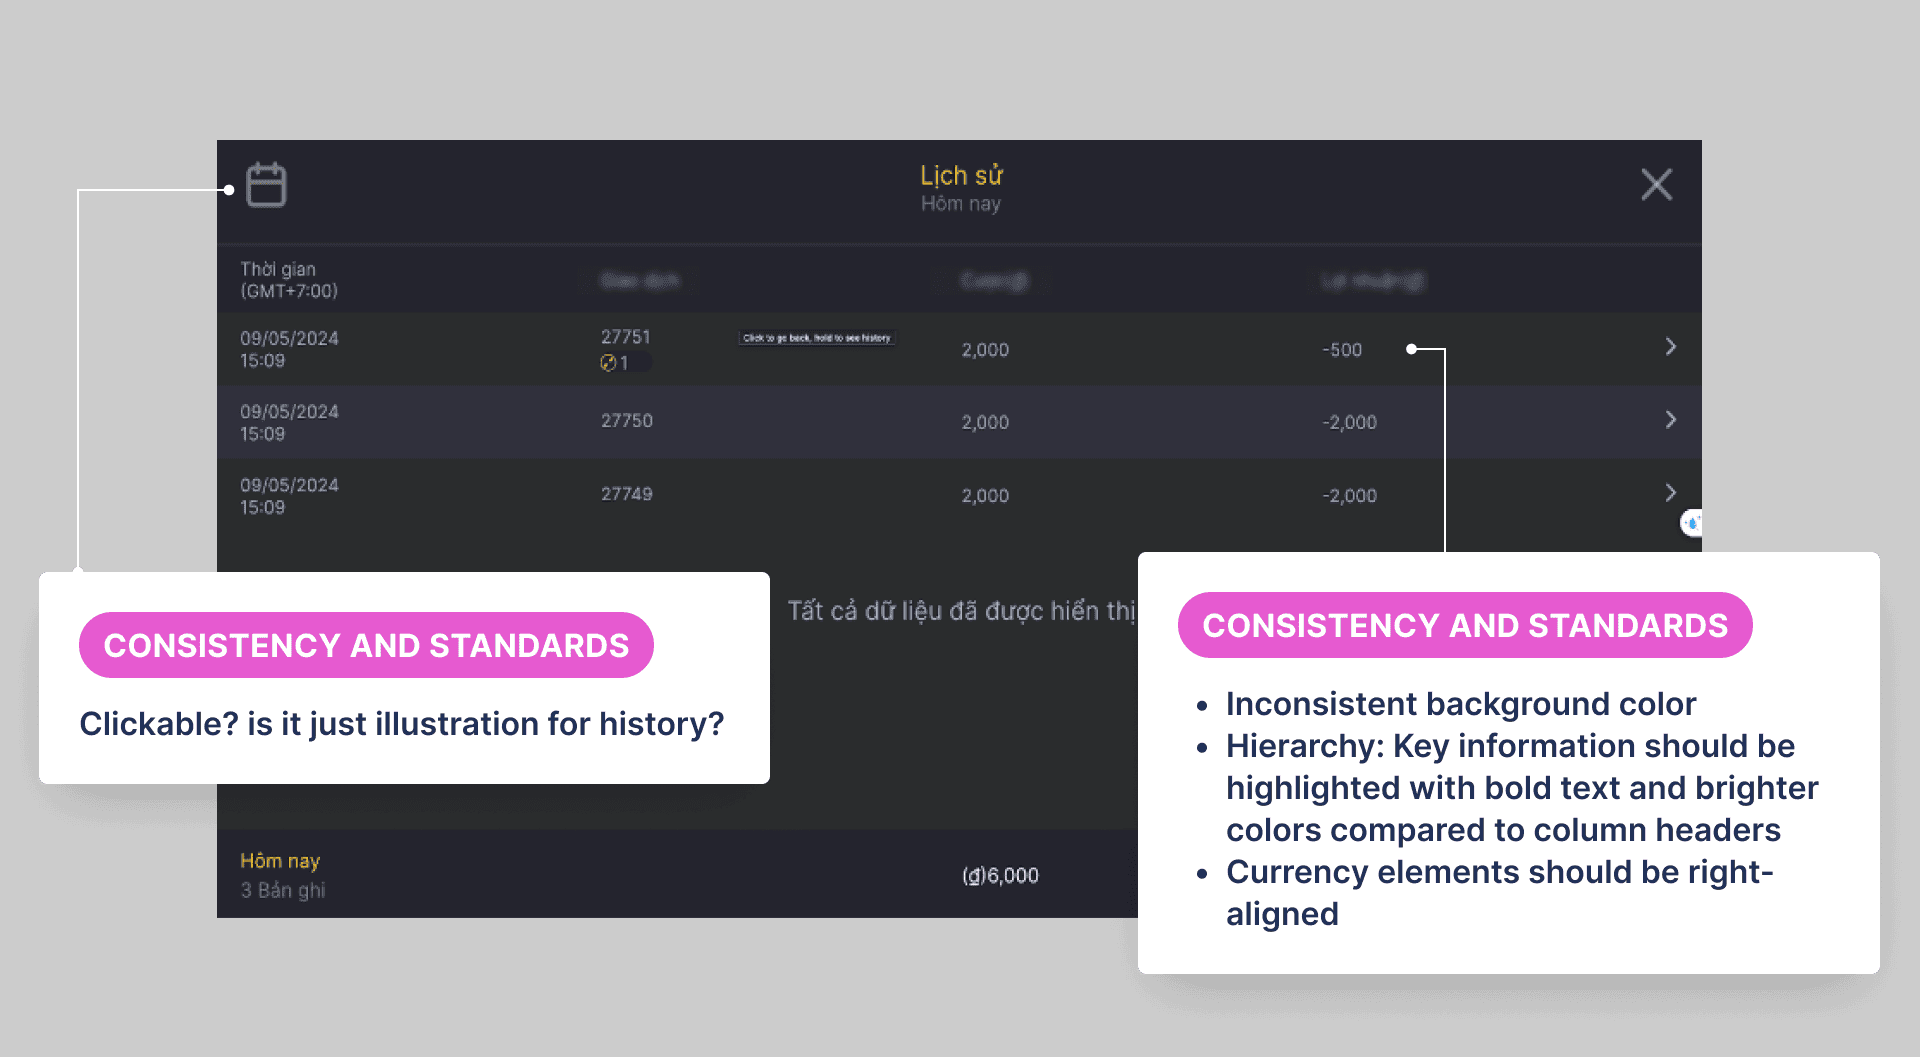 Lịch sử
Hôm nay
Thời gian
(GMT+7:00)
09/05/2024
15:09
27751
1
Click to go back, hold to see history
2,000
-500
09/05/2024
15:09
27750
2,000
-2,000
09/05/2024
15:09
27749
2,000
-2,000
Tất cả dữ liệu đã được hiển thị
CONSISTENCY AND STANDARDS
Clickable? is it just illustration for history?
CONSISTENCY AND STANDARDS
• Inconsistent background color
• Hierarchy: Key information should be
highlighted with bold text and brighter
colors compared to column headers
• Currency elements should be right-
aligned
Hôm nay
3 Bản ghi
(₫)6,000